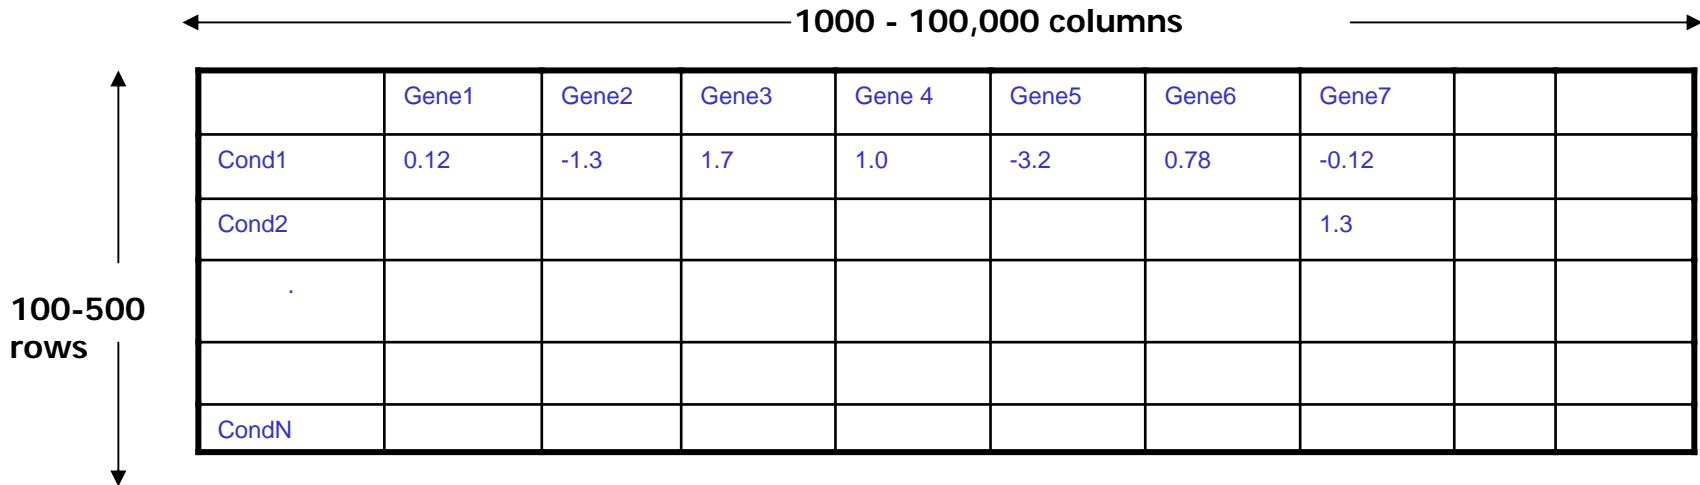 1000 - 100,000 columns
Gene1 Gene2 Gene3 Gene 4 Gene5 Gene6 Gene7
Cond1 0.12 -1.3 1.7 1.0 -3.2 0.78 -0.12
Cond2 1.3
.
100-500
rows
CondN